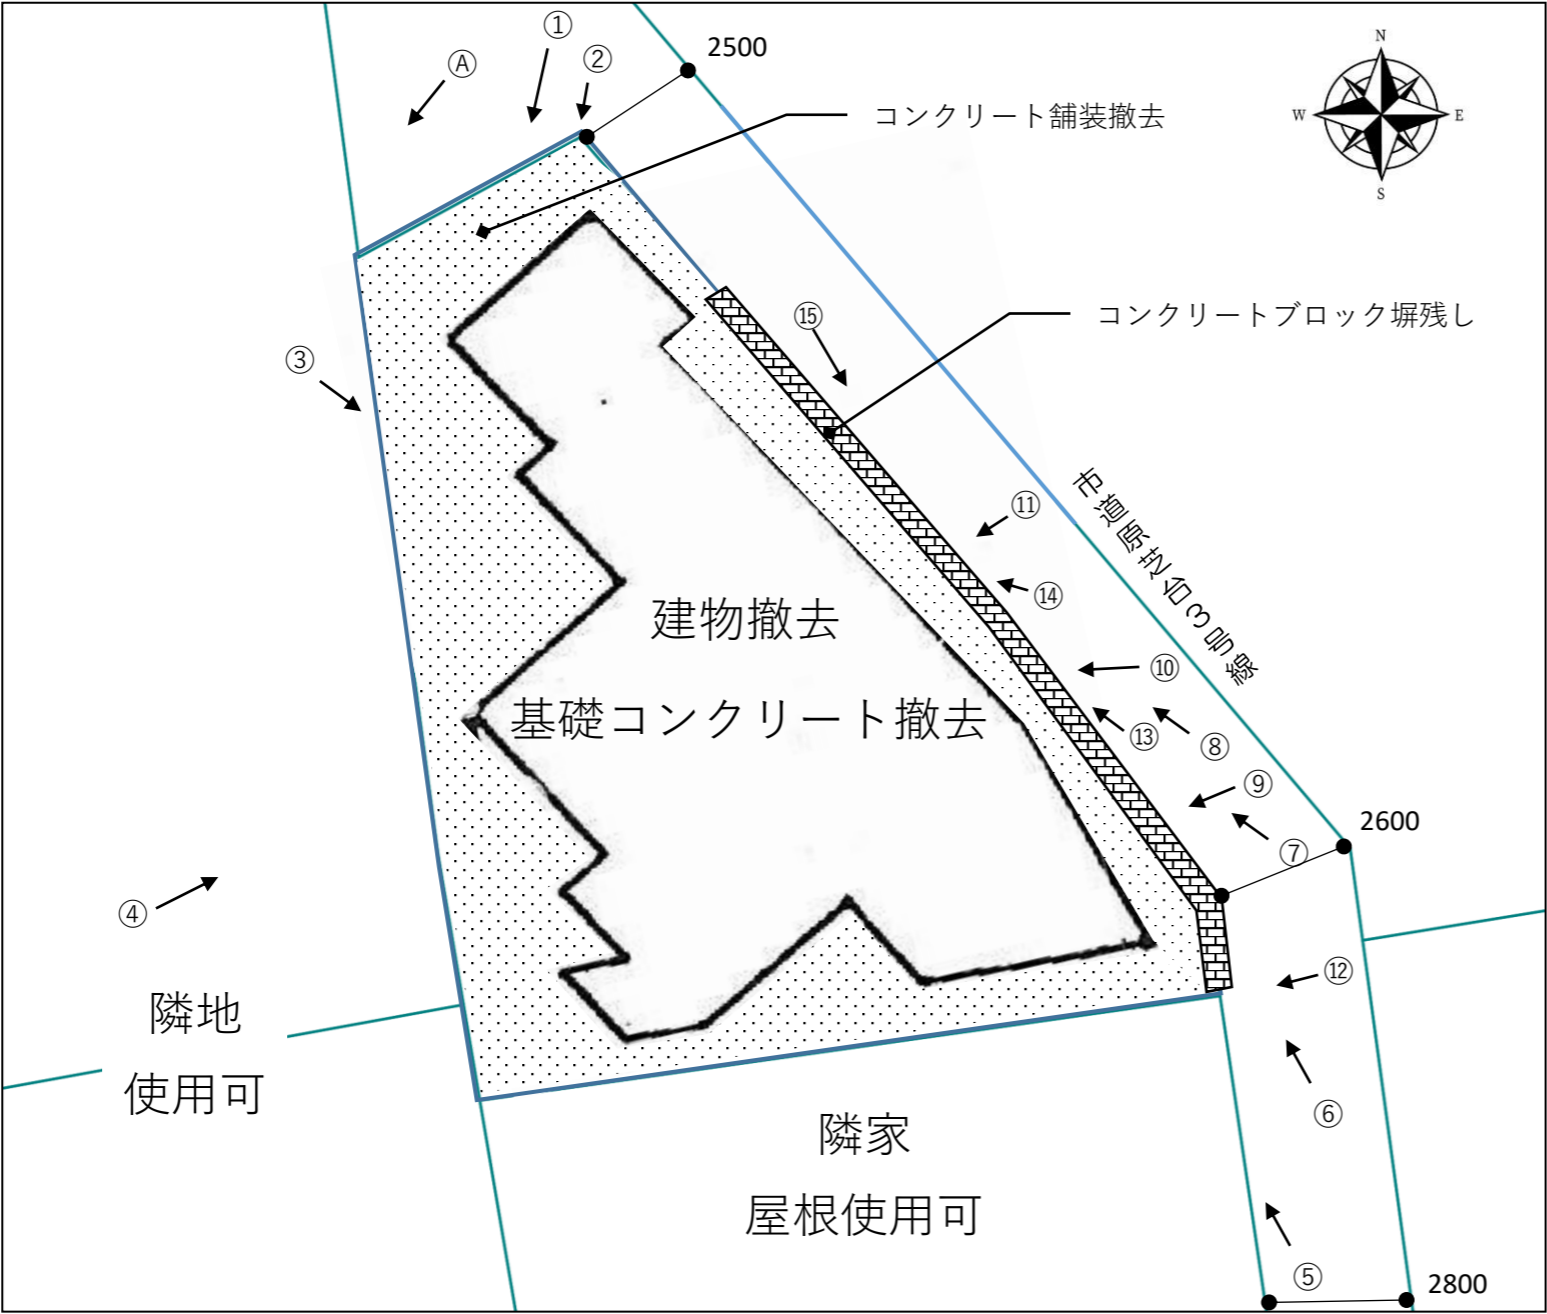 ①
2500
②
Ⓐ
N
W
E
S
コンクリート舗装撤去
コンクリートブロック塀残し
⑮
③
市道原芝台3号線
⑪
⑭
建物撤去
⑩
基礎コンクリート撤去
⑬
⑧
⑨
2600
⑦
④
⑫
隣地
使用可
⑥
隣家
屋根使用可
⑤
2800